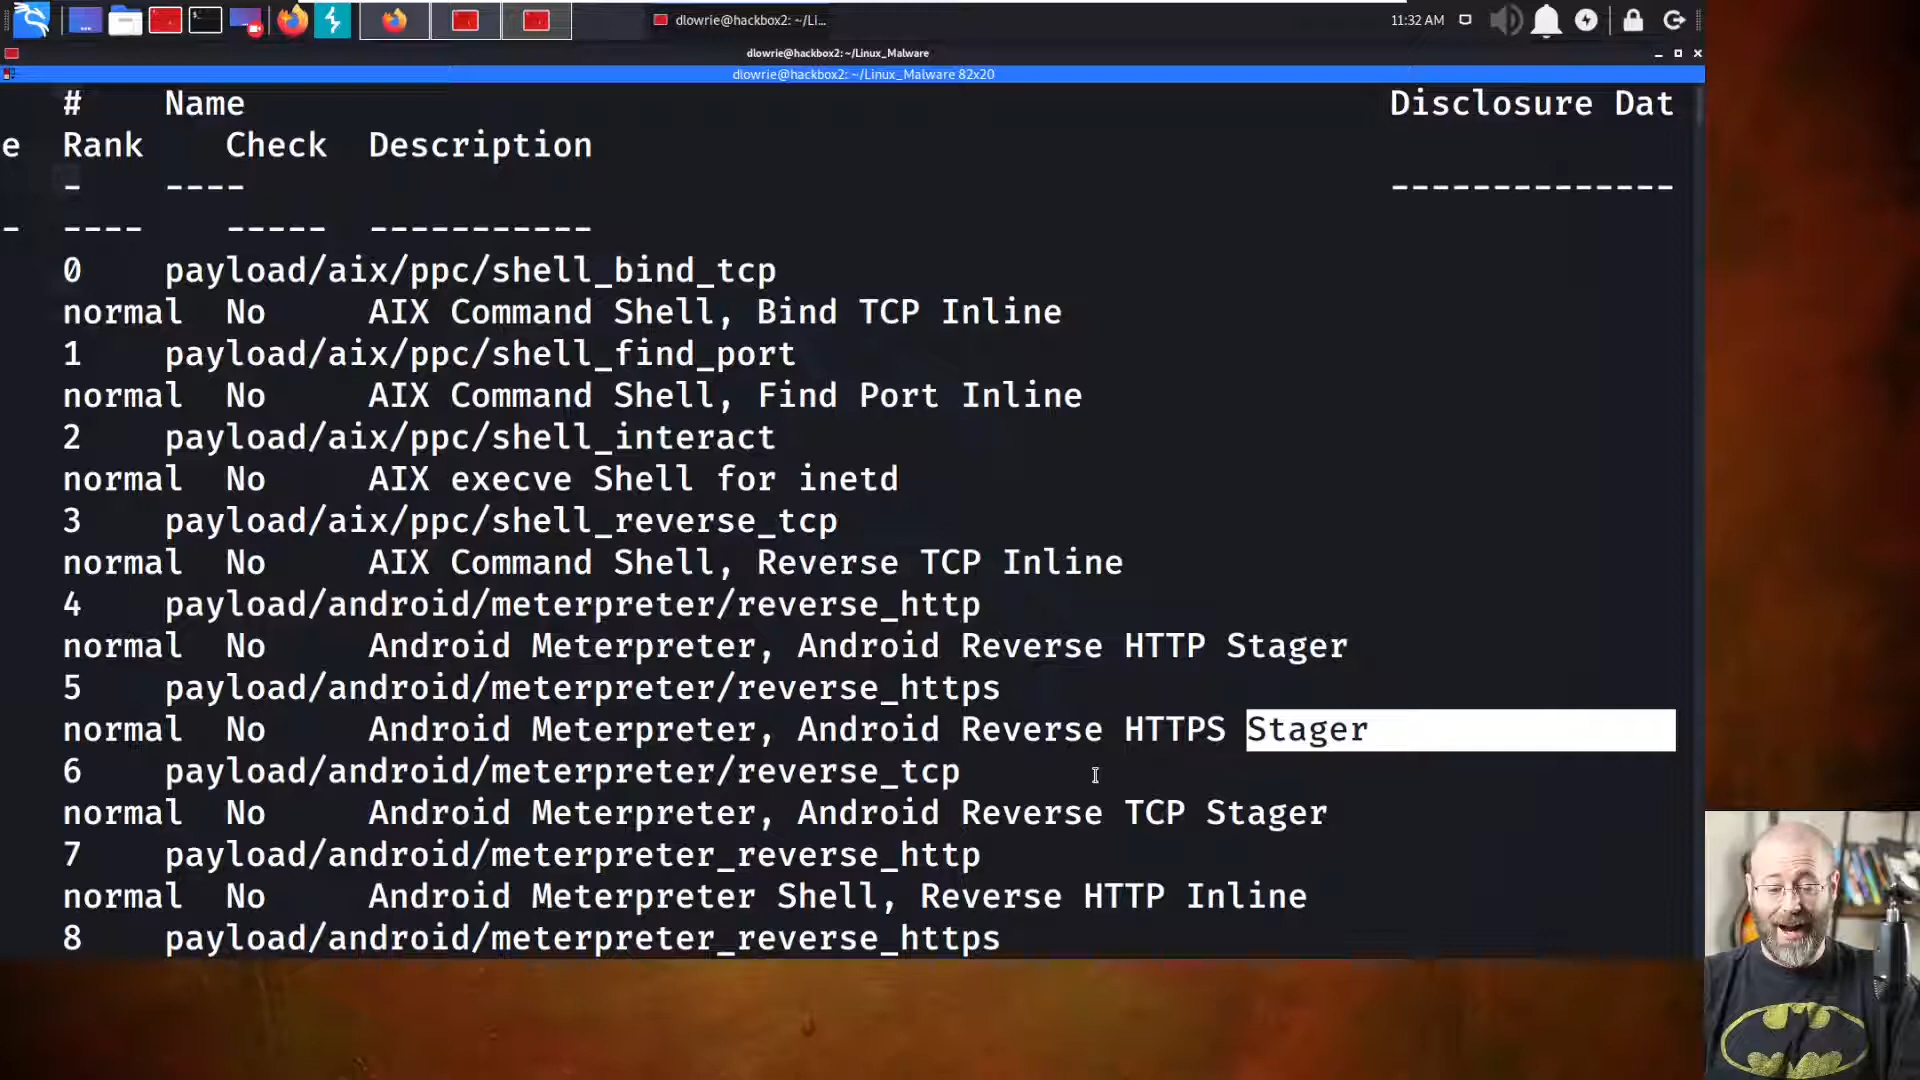 dlowrie@hackbox2: ~/Li...
11:32 AM
dlowrie@hackbox2: ~/Linux_Malware
dlowrie@hackbox2: ~/Linux_Malware 82x20
# Name Disclosure Dat
e Rank Check Description
- ---- --------------
- ---- ----- -----------
0 payload/aix/ppc/shell_bind_tcp
normal No AIX Command Shell, Bind TCP Inline
1 payload/aix/ppc/shell_find_port
normal No AIX Command Shell, Find Port Inline
2 payload/aix/ppc/shell_interact
normal No AIX execve Shell for inetd
3 payload/aix/ppc/shell_reverse_tcp
normal No AIX Command Shell, Reverse TCP Inline
4 payload/android/meterpreter/reverse_http
normal No Android Meterpreter, Android Reverse HTTP Stager
5 payload/android/meterpreter/reverse_https
normal No Android Meterpreter, Android Reverse HTTPS Stager
6 payload/android/meterpreter/reverse_tcp
normal No Android Meterpreter, Android Reverse TCP Stager
7 payload/android/meterpreter_reverse_http
normal No Android Meterpreter Shell, Reverse HTTP Inline
8 payload/android/meterpreter_reverse_https